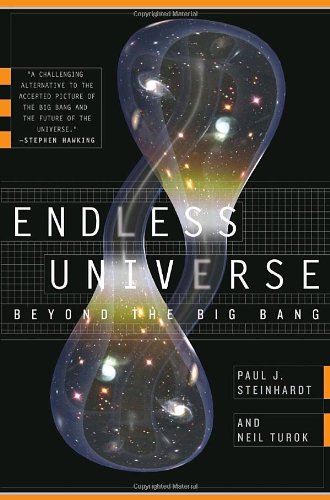 "A CHALLENGING
ALTERNATIVE TO THE
ACCEPTED PICTURE OF
THE BIG BANG AND
THE FUTURE OF THE
UNIVERSE."
—STEPHEN HAWKING
ENDLESS
UNIVERSE
BEYOND THE BIG BANG
PAUL J.
STEINHARDT
AND
NEIL TUROK